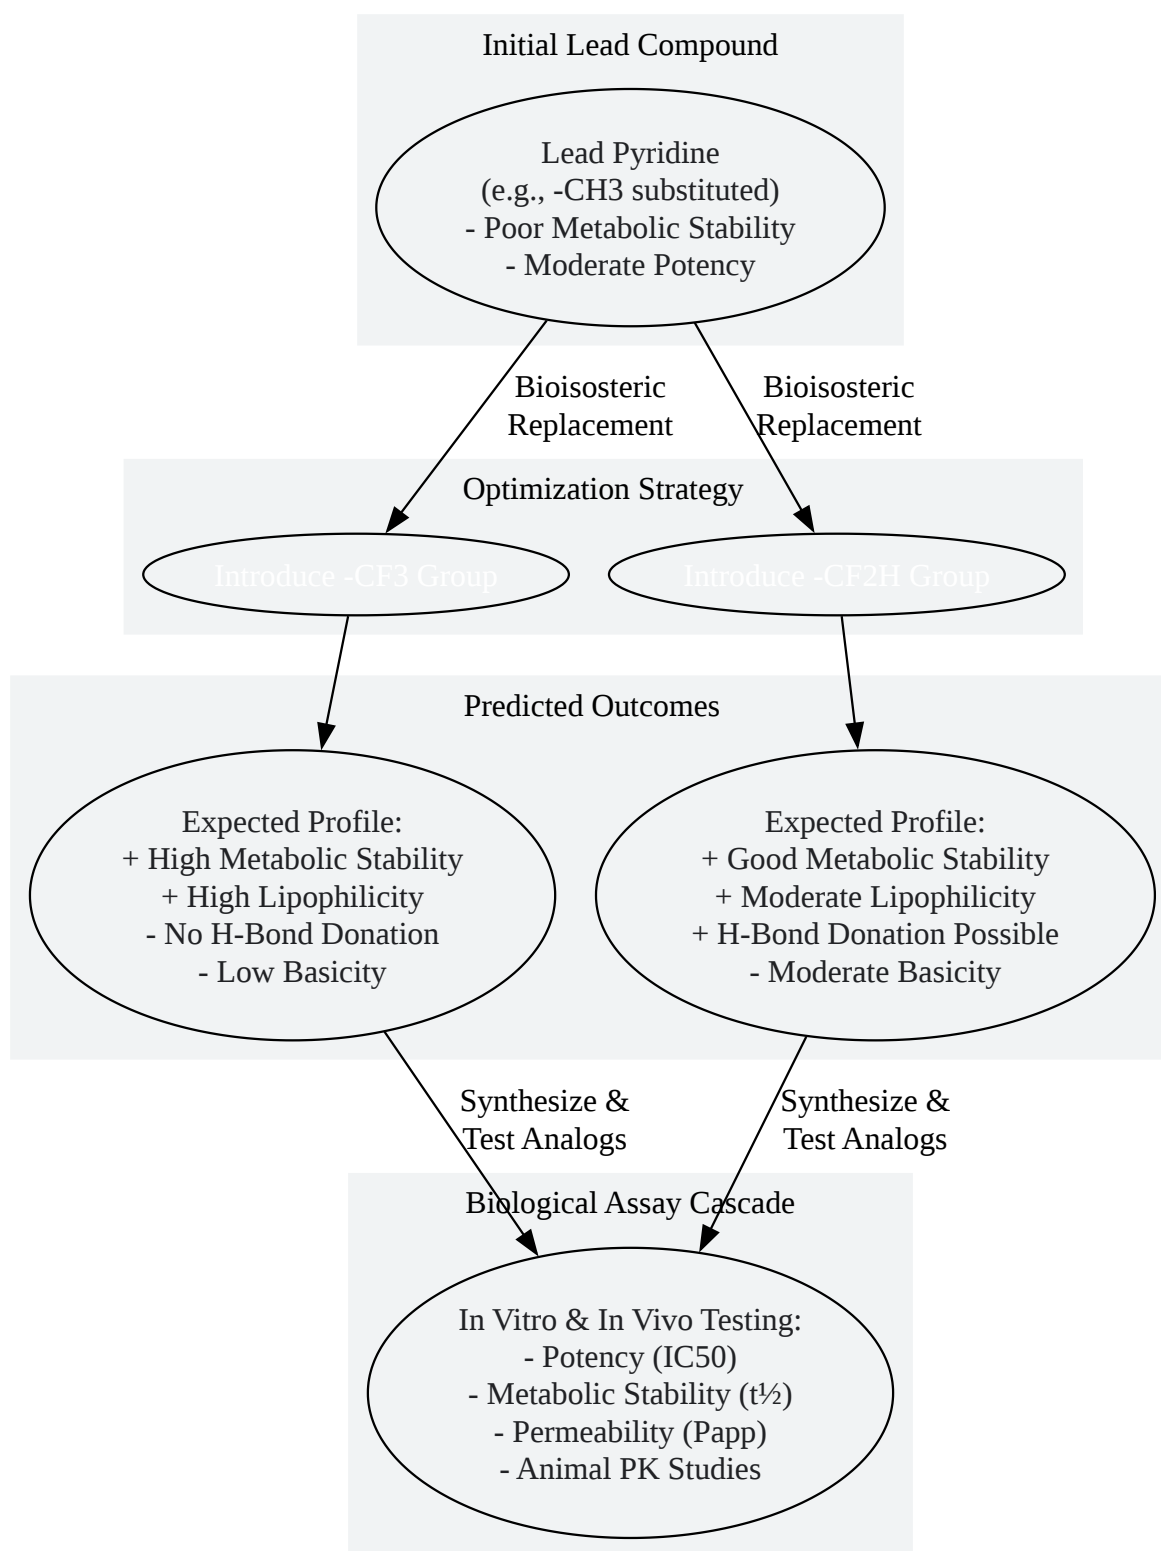 Initial Lead Compound
Lead Pyridine
(e.g., -CH3 substituted)
- Poor Metabolic Stability
- Moderate Potency
Bioisosteric
Replacement
Bioisosteric
Replacement
Optimization Strategy
Introduce -CF3 Group
Introduce -CF2H Group
Predicted Outcomes
Expected Profile:
+ High Metabolic Stability
+ High Lipophilicity
- No H-Bond Donation
- Low Basicity
Expected Profile:
+ Good Metabolic Stability
+ Moderate Lipophilicity
+ H-Bond Donation Possible
- Moderate Basicity
Synthesize &
Test Analogs
Synthesize &
Test Analogs
Biological Assay Cascade
In Vitro & In Vivo Testing:
- Potency (IC50)
- Metabolic Stability (t½)
- Permeability (Papp)
- Animal PK Studies